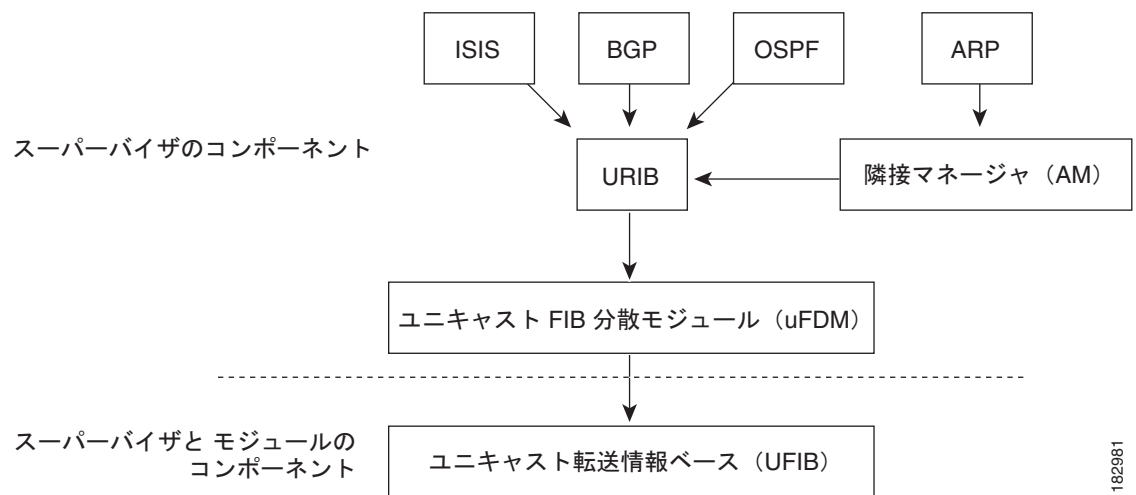 ISIS
BGP
OSPF
ARP
スーパーバイザのコンポーネント
URIB
隣接マネージャ（AM）
ユニキャスト FIB 分散モジュール（uFDM）
スーパーバイザと モジュールの
コンポーネント
ユニキャスト転送情報ベース（UFIB）
182981